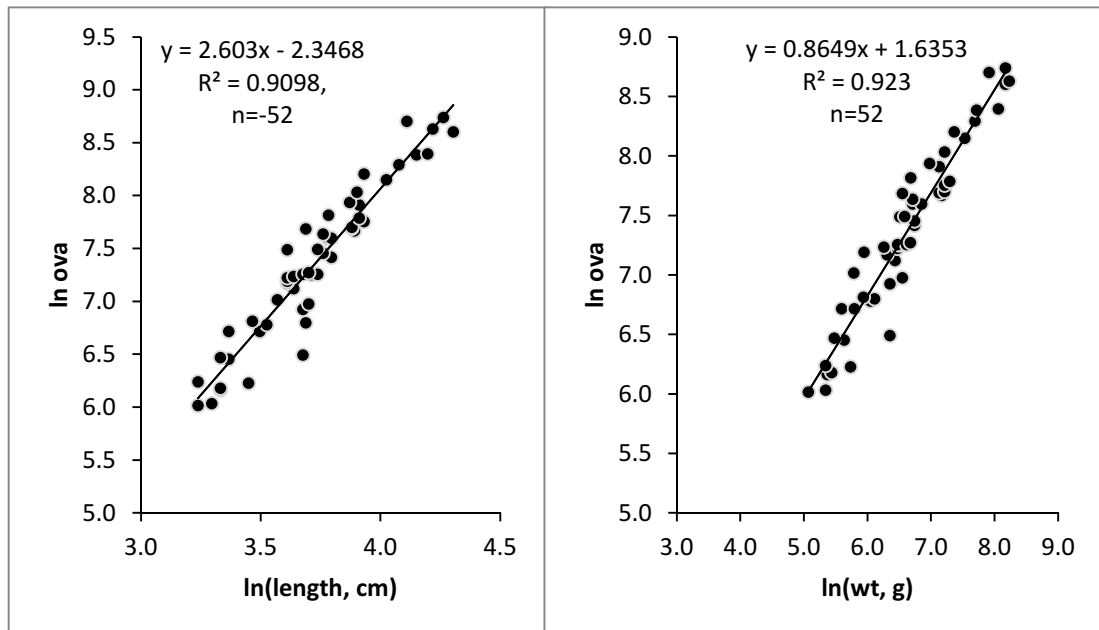 y = 2.603x - 2.3468
R² = 0.9098,
n=-52
9.5
9.0
8.5
8.0
7.5
7.0
6.5
6.0
5.5
5.0
ln ova
3.0 3.5 4.0 4.5
ln(length, cm)
y = 0.8649x + 1.6353
R² = 0.923
n=52
9.0
8.5
8.0
7.5
7.0
6.5
6.0
5.5
5.0
ln ova
3.0 4.0 5.0 6.0 7.0 8.0 9.0
ln(wt, g)